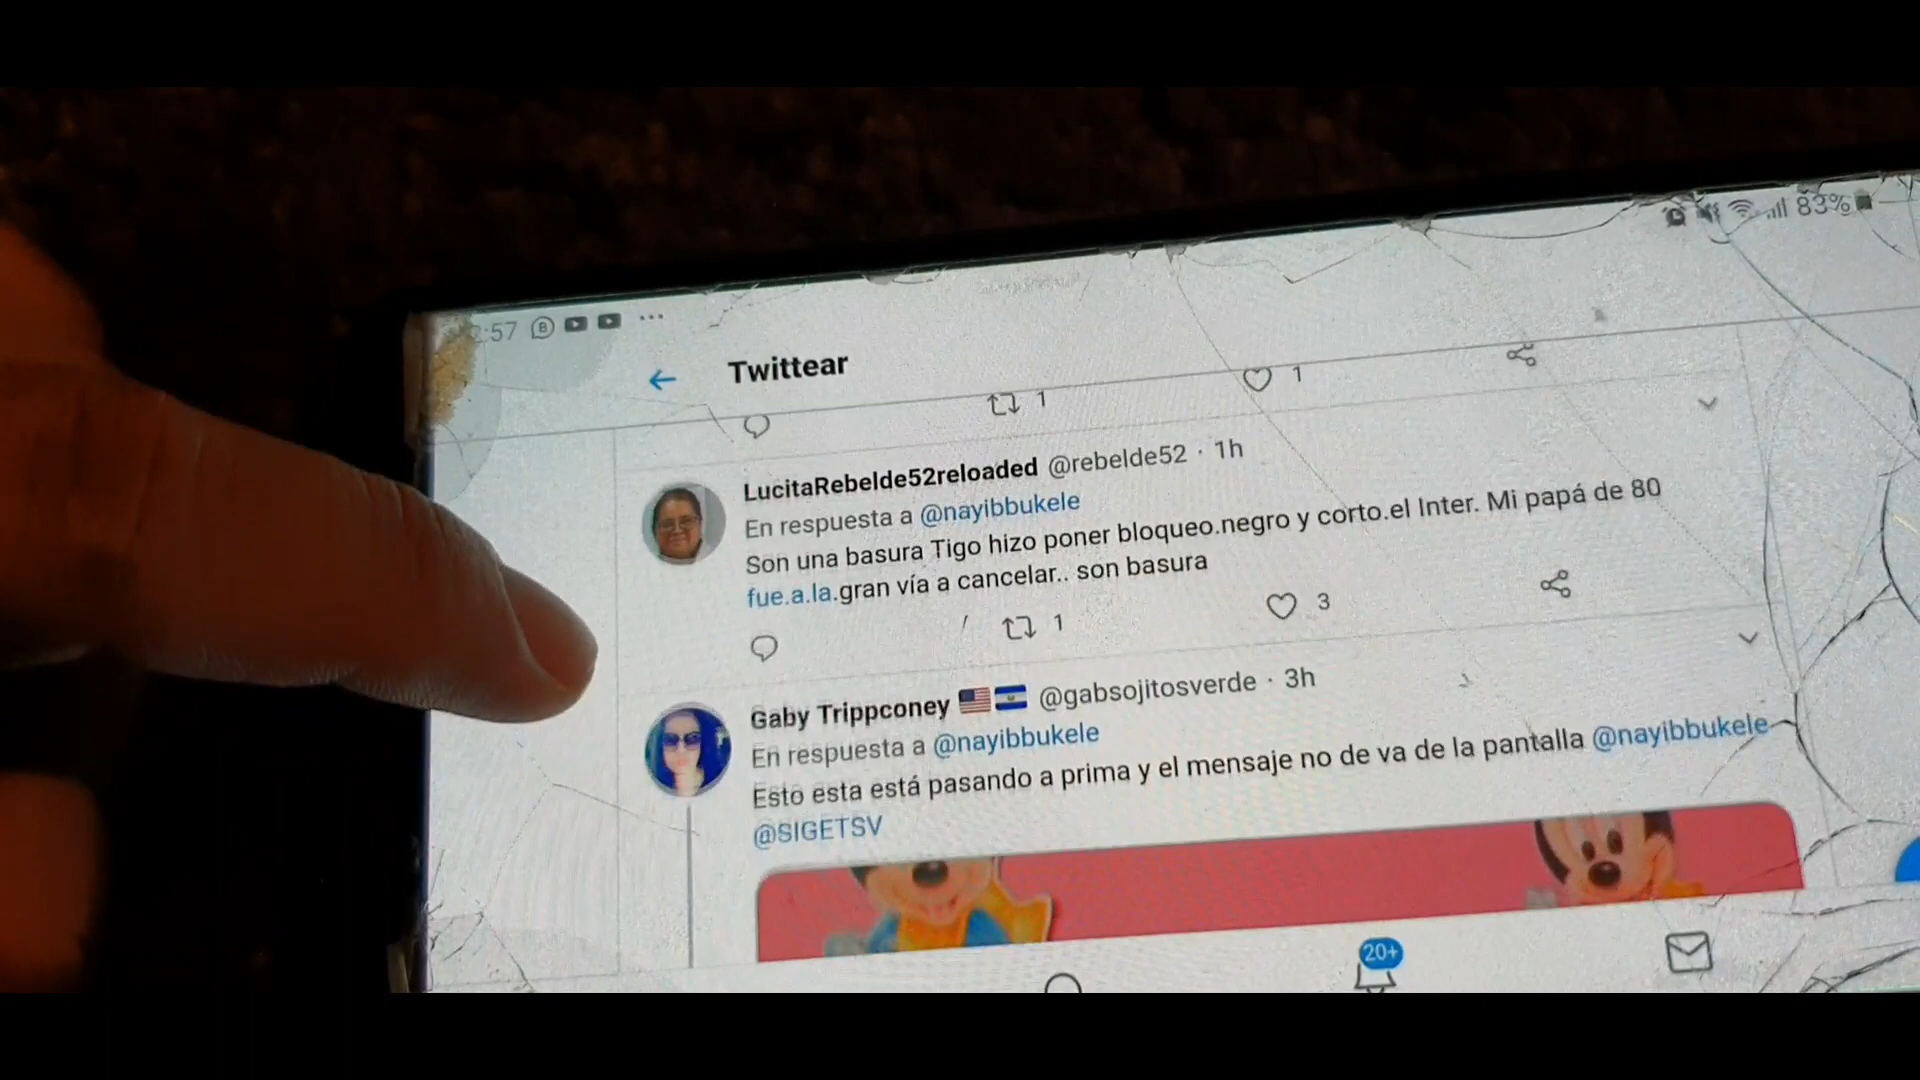 :57 ... 83%
Twittear
1 1
LucitaRebelde52reloaded @rebelde52 · 1h
En respuesta a @nayibbukele
Son una basura Tigo hizo poner bloqueo.negro y corto.el Inter. Mi papá de 80
fue.a.la.gran vía a cancelar.. son basura
1 3
Gaby Trippconey @gabsojitosverde · 3h
En respuesta a @nayibbukele
Esto esta está pasando a prima y el mensaje no de va de la pantalla @nayibbukele
@SIGETSV
20+